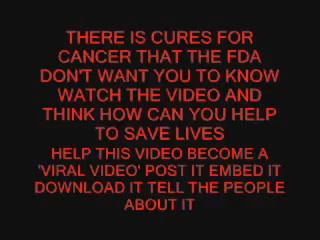 THERE IS CURES FOR
CANCER THAT THE FDA
DON'T WANT YOU TO KNOW
WATCH THE VIDEO AND
THINK HOW CAN YOU HELP
TO SAVE LIVES
HELP THIS VIDEO BECOME A
'VIRAL VIDEO' POST IT EMBED IT
DOWNLOAD IT TELL THE PEOPLE
ABOUT IT